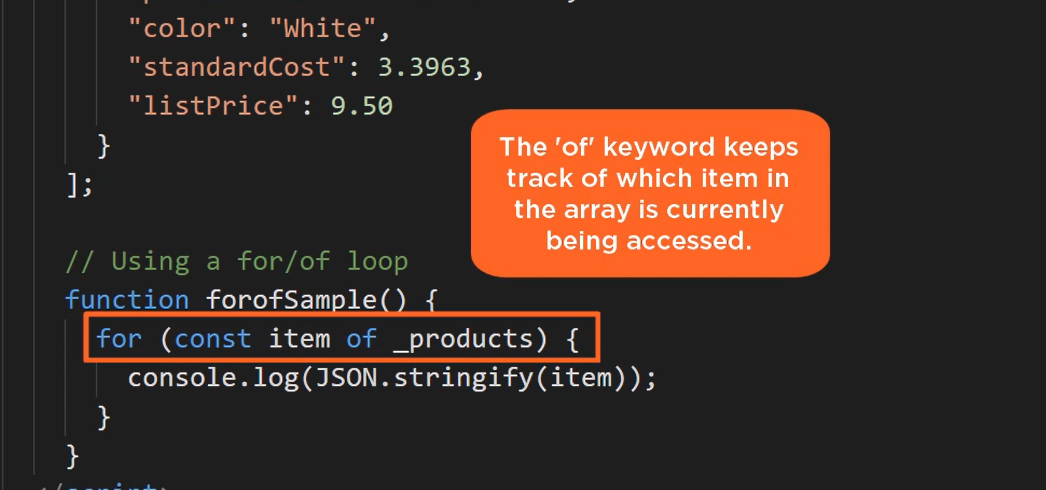 "color": "White",
"standardCost": 3.3963,
"listPrice": 9.50
}
];
The 'of' keyword keeps
track of which item in
the array is currently
being accessed.
// Using a for/of loop
function forofSample() {
for (const item of _products) {
console.log(JSON.stringify(item));
}
}